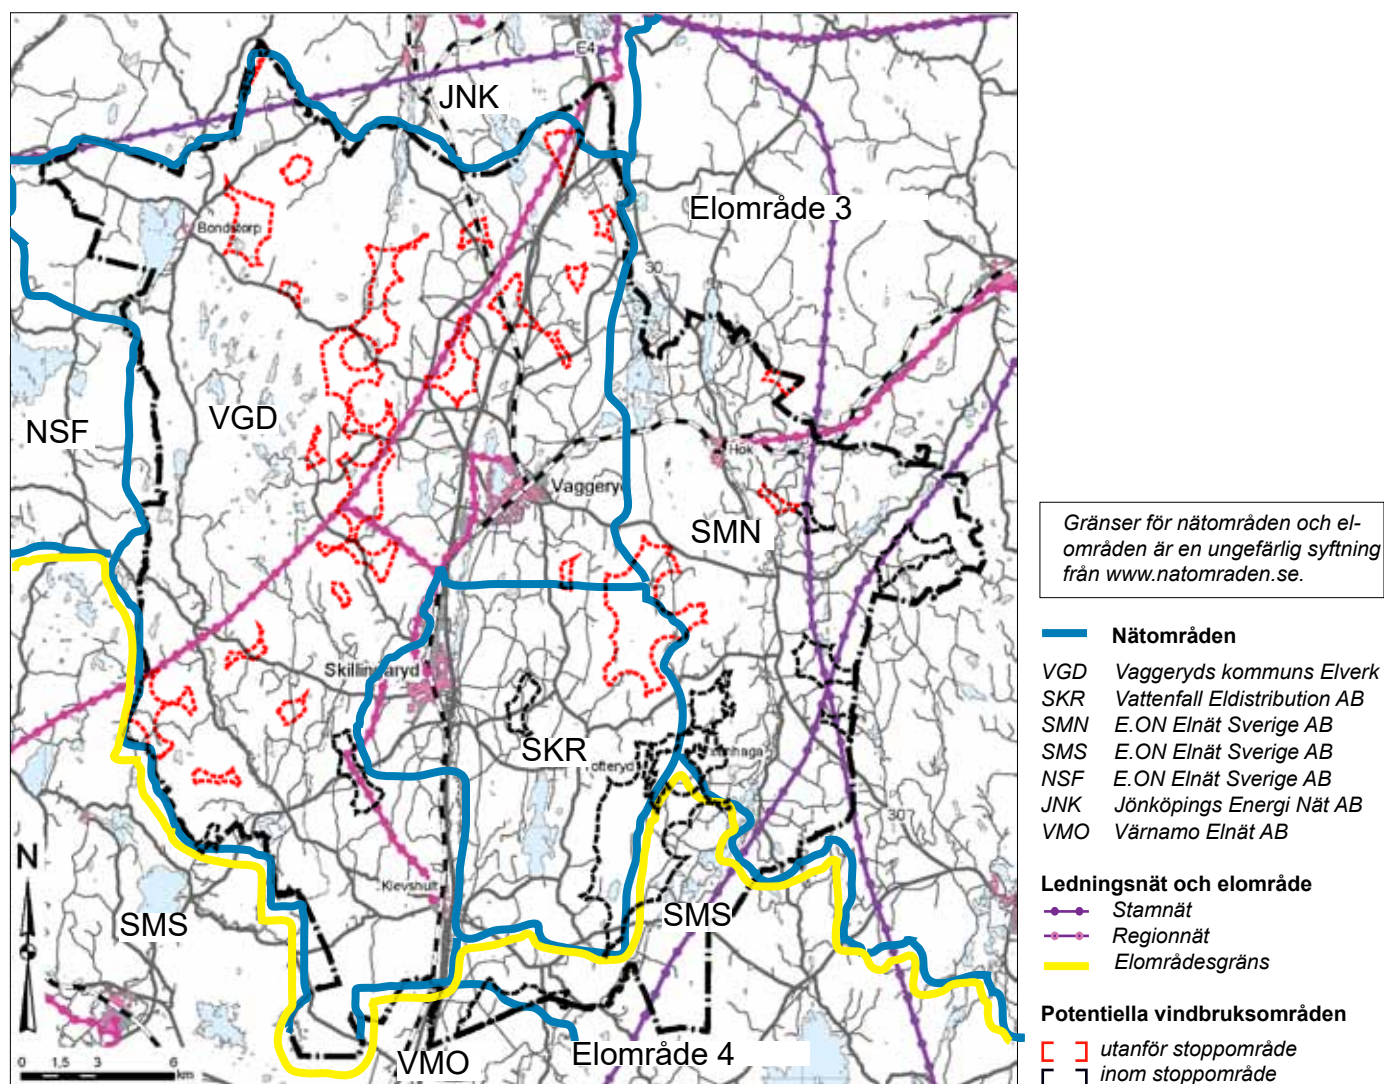 E4
JNK
Elområde 3
Bondstorp
30
NSF
VGD
Hok
Vaggeryd
SMN
Skillingaryd
SKR
Tofteryd
30
Klevshult
N
SMS
SMS
VMO
Elområde 4
0 1,5 3 6
km
Gränser för nätområden och el-
områden är en ungefärlig syftning
från www.natomraden.se.
Nätområden
VGD Vaggeryds kommuns Elverk
SKR Vattenfall Eldistribution AB
SMN E.ON Elnät Sverige AB
SMS E.ON Elnät Sverige AB
NSF E.ON Elnät Sverige AB
JNK Jönköpings Energi Nät AB
VMO Värnamo Elnät AB
Ledningsnät och elområde
Stamnät
Regionnät
Elområdesgräns
Potentiella vindbruksområden
utanför stoppområde
inom stoppområde